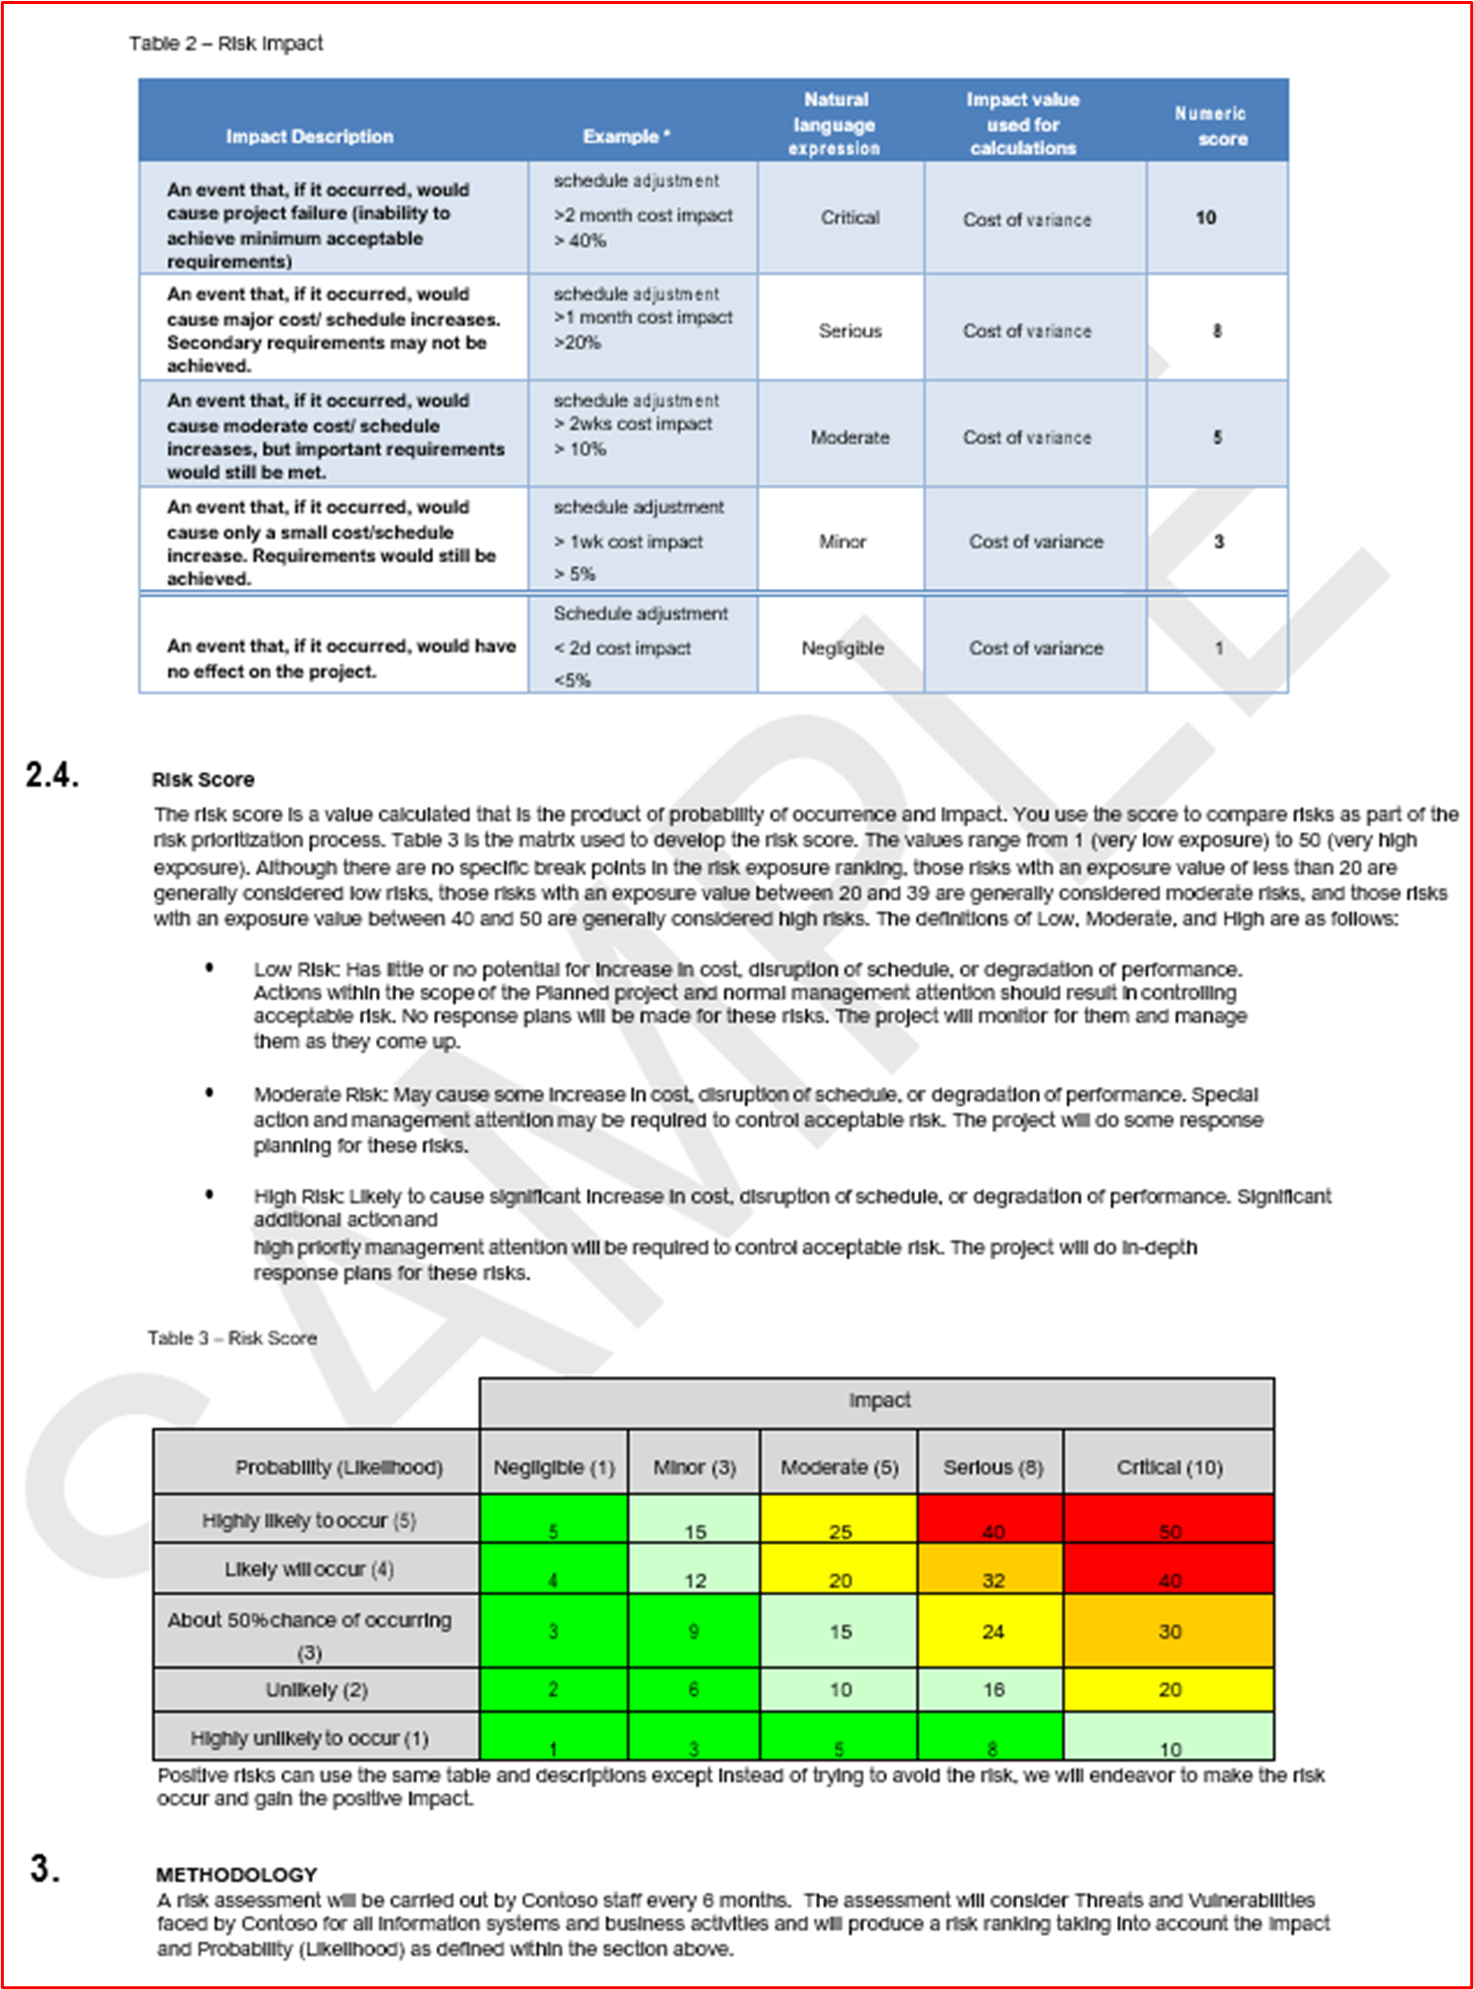 Table 2 – Risk Impact
Impact Description
Example *
Natural
language
expression
Impact value
used for
calculations
Numeric
score
An event that, if it occurred, would
cause project failure (inability to
achieve minimum acceptable
requirements)
schedule adjustment
>2 month cost impact
> 40%
Critical
Cost of variance
10
An event that, if it occurred, would
cause major cost/ schedule increases.
Secondary requirements may not be
achieved.
schedule adjustment
>1 month cost impact
>20%
Serious
Cost of variance
8
An event that, if it occurred, would
cause moderate cost/ schedule
increases, but important requirements
would still be met.
schedule adjustment
> 2wks cost impact
> 10%
Moderate
Cost of variance
5
An event that, if it occurred, would
cause only a small cost/schedule
increase. Requirements would still be
achieved.
schedule adjustment
> 1wk cost impact
> 5%
Minor
Cost of variance
3
An event that, if it occurred, would have
no effect on the project.
Schedule adjustment
< 2d cost impact
<5%
Negligible
Cost of variance
1
SAMPLE
2.4. Risk Score
The risk score is a value calculated that is the product of probability of occurrence and impact. You use the score to compare risks as part of the
risk prioritization process. Table 3 is the matrix used to develop the risk score. The values range from 1 (very low exposure) to 50 (very high
exposure). Although there are no specific break points in the risk exposure ranking, those risks with an exposure value of less than 20 are
generally considered low risks, those risks with an exposure value between 20 and 39 are generally considered moderate risks, and those risks
with an exposure value between 40 and 50 are generally considered high risks. The definitions of Low, Moderate, and High are as follows:
• Low Risk: Has little or no potential for increase in cost, disruption of schedule, or degradation of performance.
Actions within the scope of the Planned project and normal management attention should result in controlling
acceptable risk. No response plans will be made for these risks. The project will monitor for them and manage
them as they come up.
• Moderate Risk: May cause some increase in cost, disruption of schedule, or degradation of performance. Special
action and management attention may be required to control acceptable risk. The project will do some response
planning for these risks.
• High Risk: Likely to cause significant increase in cost, disruption of schedule, or degradation of performance. Significant
additional action and
high priority management attention will be required to control acceptable risk. The project will do in-depth
response plans for these risks.
Table 3 – Risk Score
Impact
Probability (Likelihood) Negligible (1) Minor (3) Moderate (5) Serious (8) Critical (10)
Highly likely to occur (5) 5 15 25 40 50
Likely will occur (4) 4 12 20 32 40
About 50% chance of occurring
(3) 3 9 15 24 30
Unlikely (2) 2 6 10 16 20
Highly unlikely to occur (1) 1 3 5 8 10
Positive risks can use the same table and descriptions except instead of trying to avoid the risk, we will endeavor to make the risk
occur and gain the positive impact.
3. METHODOLOGY
A risk assessment will be carried out by Contoso staff every 6 months. The assessment will consider Threats and Vulnerabilities
faced by Contoso for all information systems and business activities and will produce a risk ranking taking into account the impact
and Probability (Likelihood) as defined within the section above.